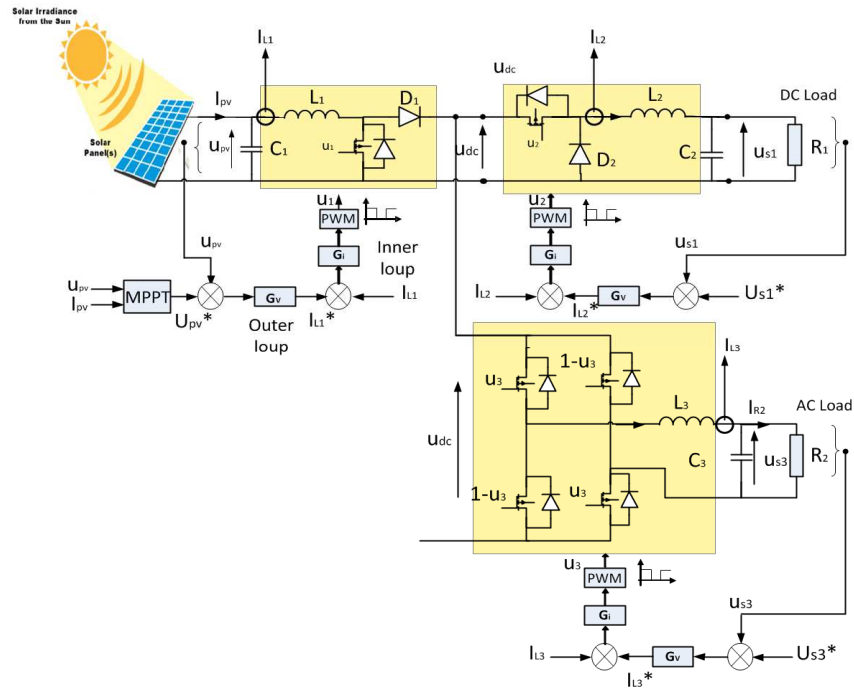 Solar Irradiance
from the Sun
Solar
Panel(s)
Ipv
upv
C1
IL1
L1
D1
u1
udc
udc
IL2
L2
u2
D2
C2
us1
DC Load
R1
u1
PWM
Gi
Inner
loup
upv
upv
Ipv
MPPT
Upv*
Gv
Outer
loup
IL1*
IL1
u2
PWM
Gi
IL2
IL2*
Gv
us1
Us1*
udc
u3
1-u3
1-u3
u3
L3
IL3
IR2
C3
us3
AC Load
R2
u3
PWM
Gi
IL3
IL3*
Gv
us3
Us3*